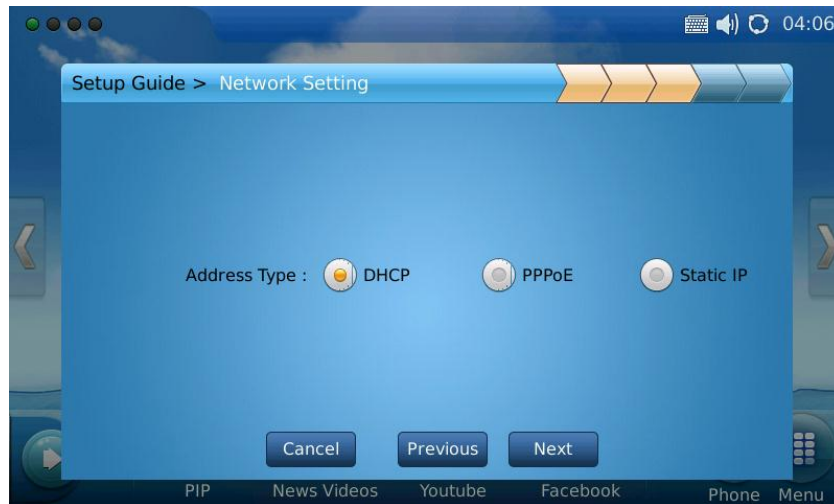 04:06
Setup Guide > Network Setting
Address Type : DHCP PPPoE Static IP
Cancel Previous Next
PIP News Videos Youtube Facebook Phone Menu